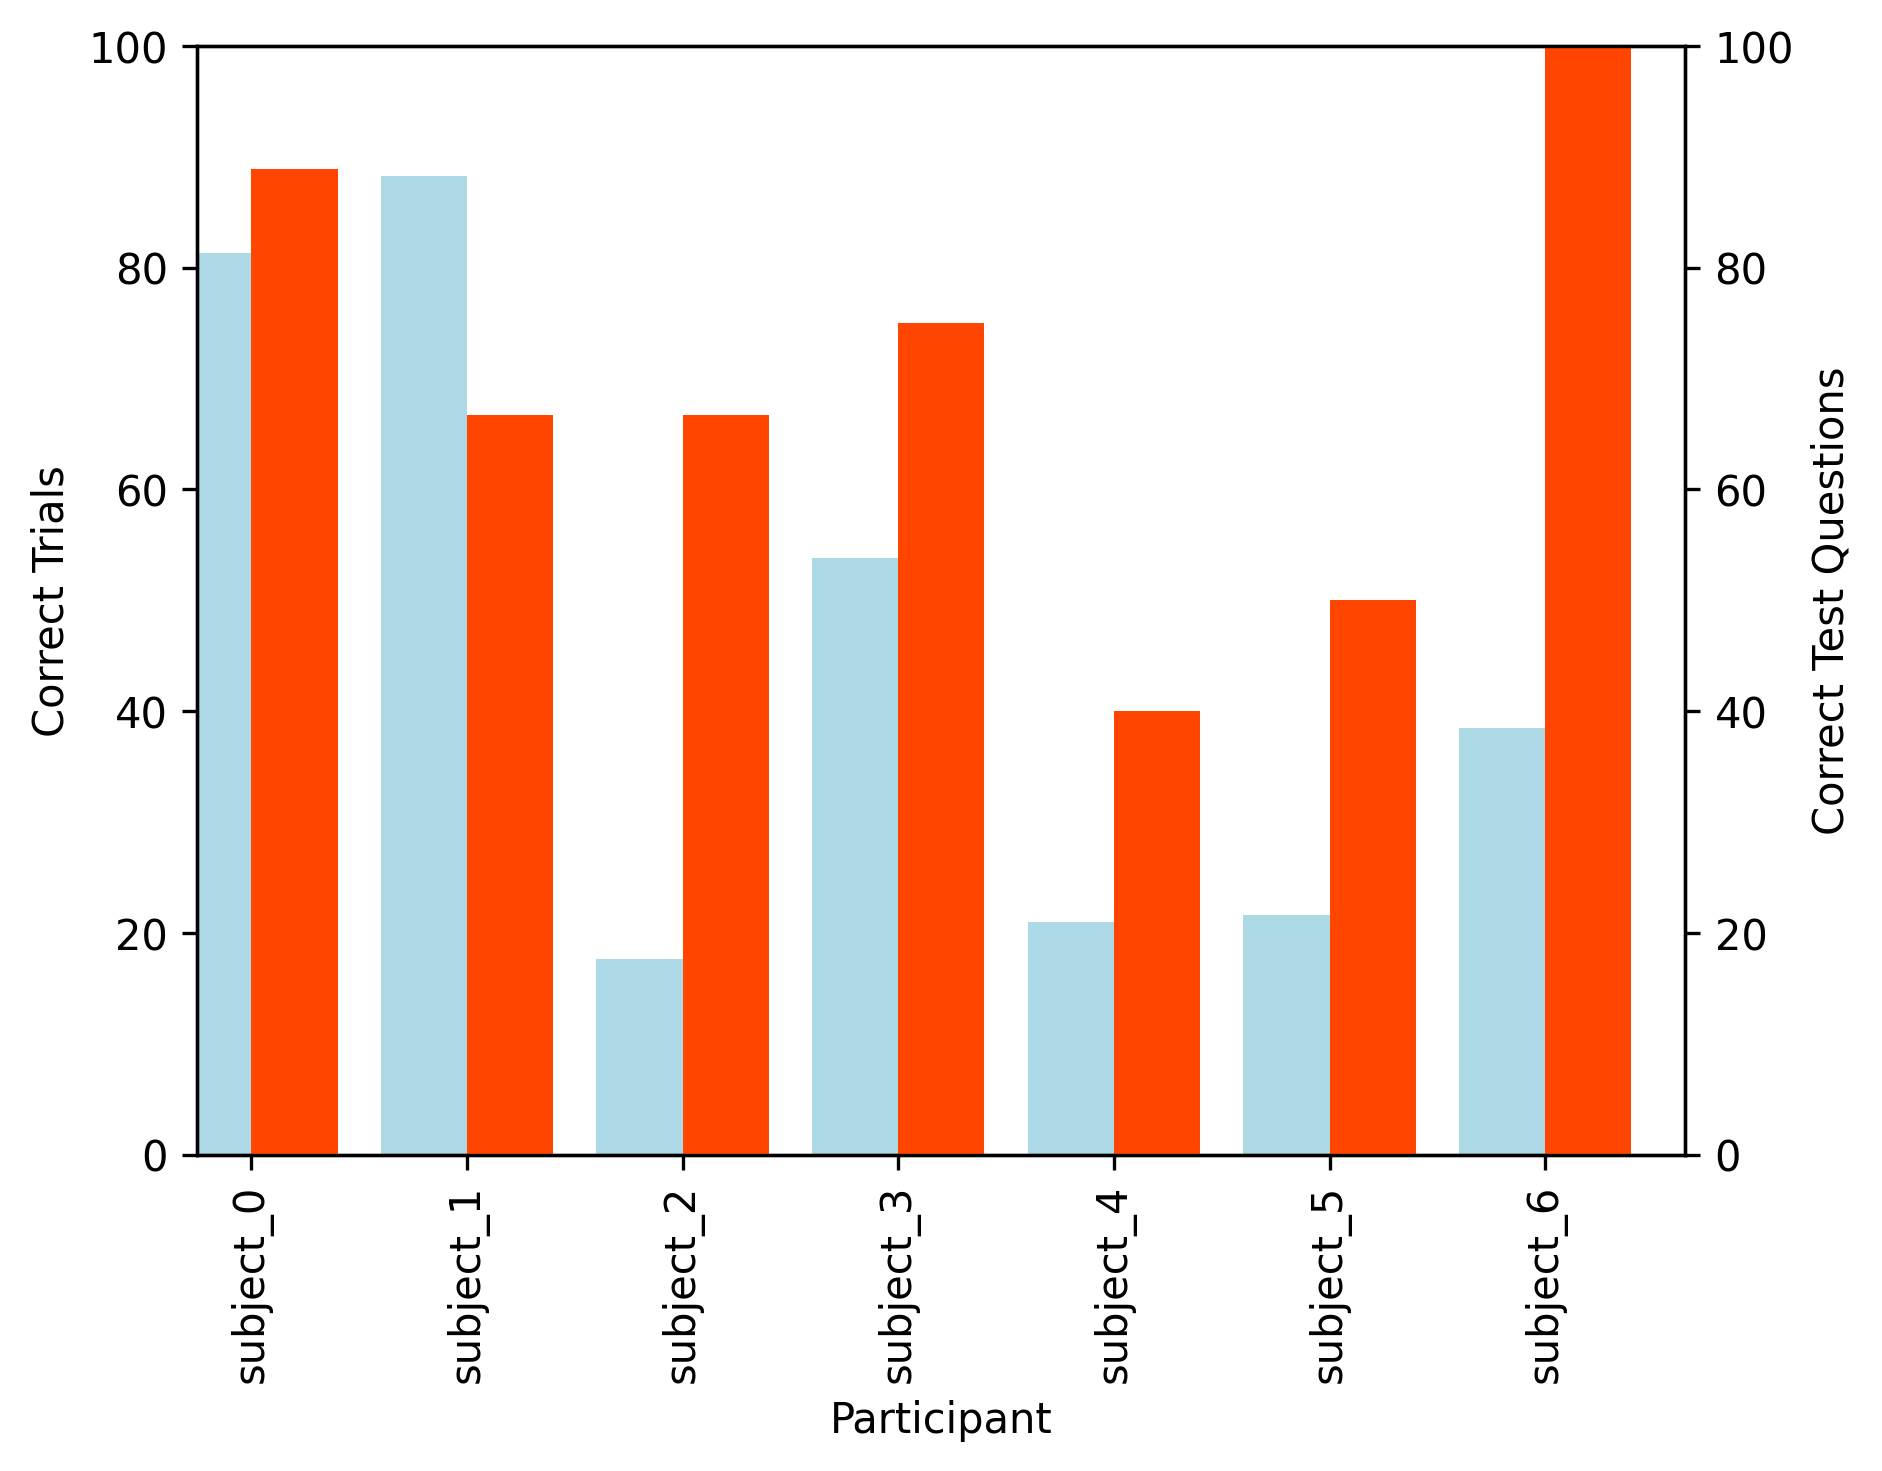 100
80
60
40
20
0
Correct Trials
100
80
60
40
20
0
Correct Test Questions
subject_0
subject_1
subject_2
subject_3
subject_4
subject_5
subject_6
Participant